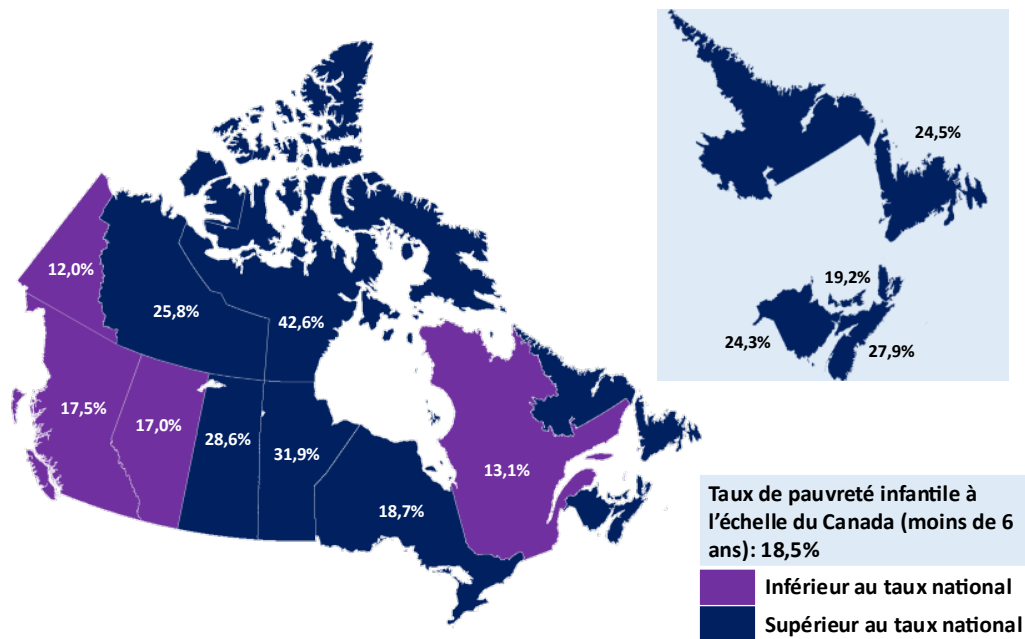 24,5%
12,0%
25,8%
42,6%
19,2%
24,3%
27,9%
17,5%
17,0%
28,6%
31,9%
13,1%
18,7%
Taux de pauvreté infantile à
l'échelle du Canada (moins de 6
ans): 18,5%
Inférieur au taux national
Supérieur au taux national